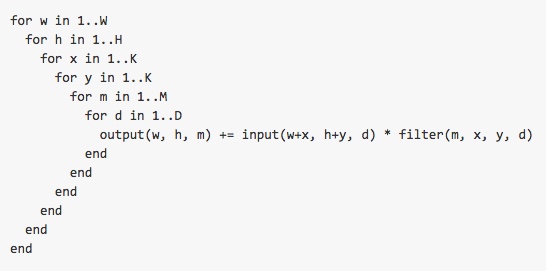 for w in 1..W
  for h in 1..H
    for x in 1..K
      for y in 1..K
        for m in 1..M
          for d in 1..D
            output(w, h, m) += input(w+x, h+y, d) * filter(m, x, y, d)
          end
        end
      end
    end
  end
end